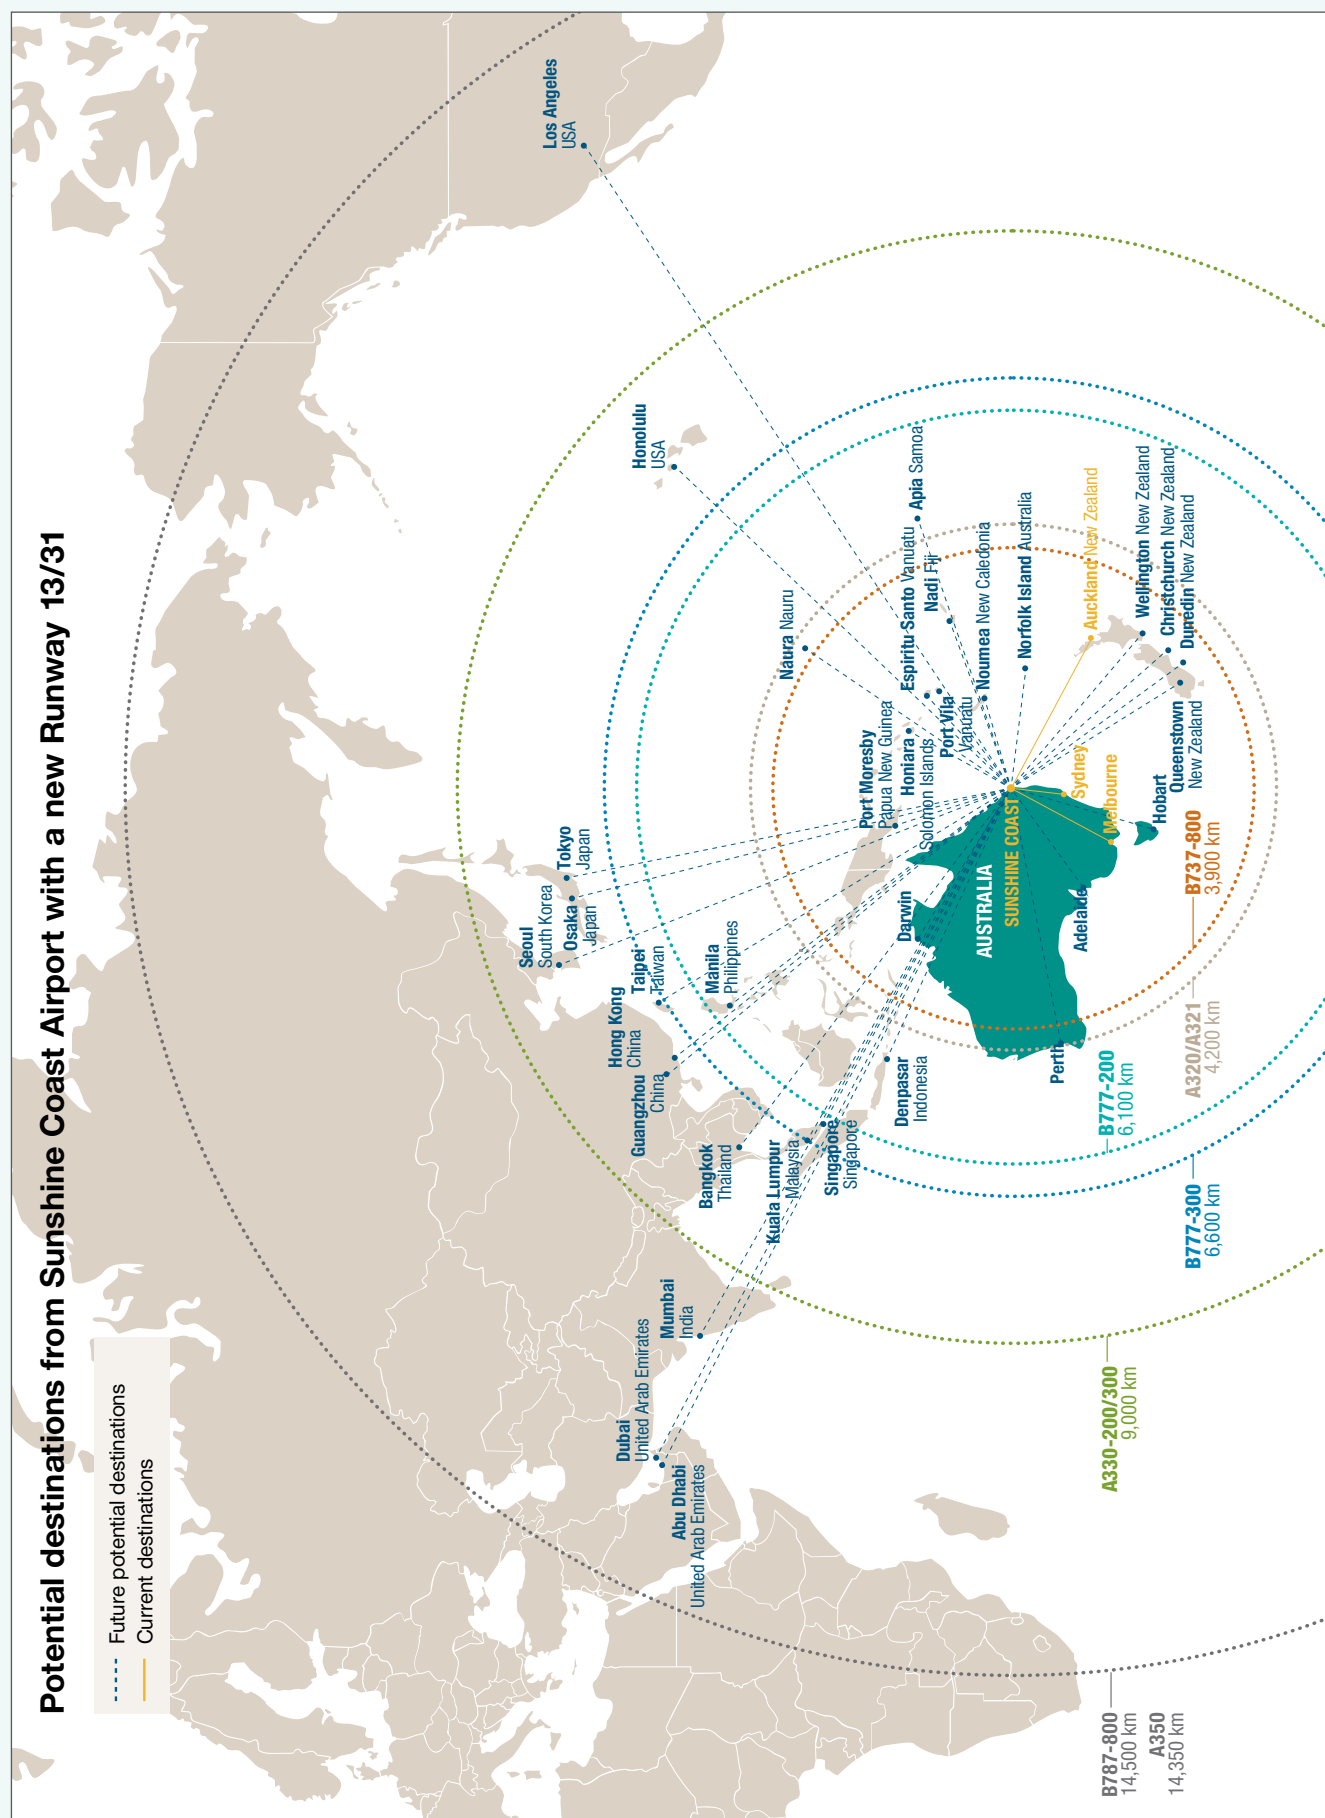 Potential destinations from Sunshine Coast Airport with a new Runway 13/31
Future potential destinations
Current destinations
Los Angeles
USA
Honolulu
USA
Seoul
South Korea
Tokyo
Japan
Osaka
Japan
Taipei
Taiwan
Hong Kong
China
Guangzhou
China
Manila
Philippines
Bangkok
Thailand
Kuala Lumpur
Malaysia
Singapore
Singapore
Mumbai
India
Dubai
United Arab Emirates
Abu Dhabi
United Arab Emirates
Denpasar
Indonesia
Darwin
Port Moresby
Papua New Guinea
Honiara
Solomon Islands
Naura Nauru
Espiritu Santo Vanuatu
Port Vila
Vanuatu
Nadi Fiji
Apia Samoa
Noumea New Caledonia
Norfolk Island Australia
Auckland New Zealand
Wellington New Zealand
Christchurch New Zealand
Dunedin New Zealand
Queenstown
New Zealand
AUSTRALIA
SUNSHINE COAST
Sydney
Melbourne
Hobart
Adelaide
Perth
B737-800
3,900 km
A320/A321
4,200 km
B777-200
6,100 km
B777-300
6,600 km
A330-200/300
9,000 km
B787-800
14,500 km
A350
14,350 km